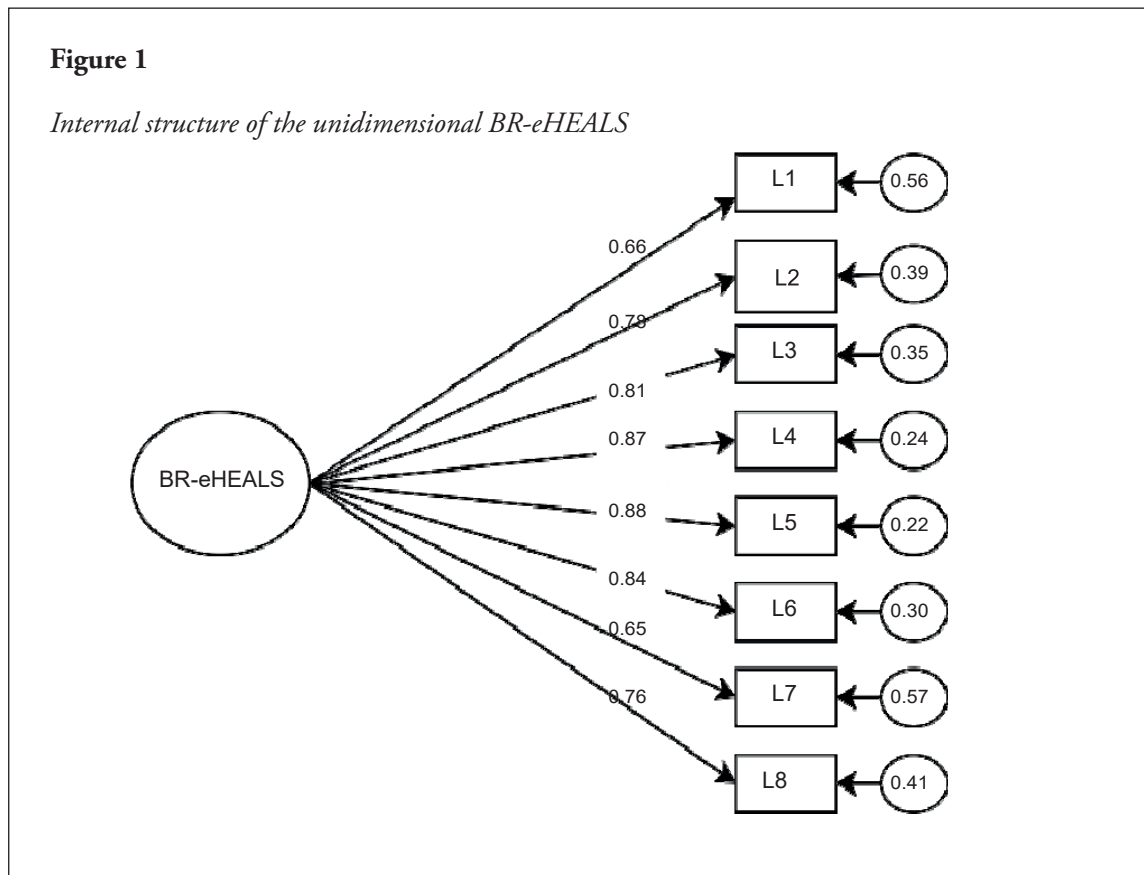 Figure 1
Internal structure of the unidimensional BR-eHEALS
L1
0.56
0.66
L2
0.39
0.78
L3
0.35
0.81
L4
0.24
0.87
BR-eHEALS
0.88
L5
0.22
0.84
L6
0.30
0.65
L7
0.57
0.76
L8
0.41